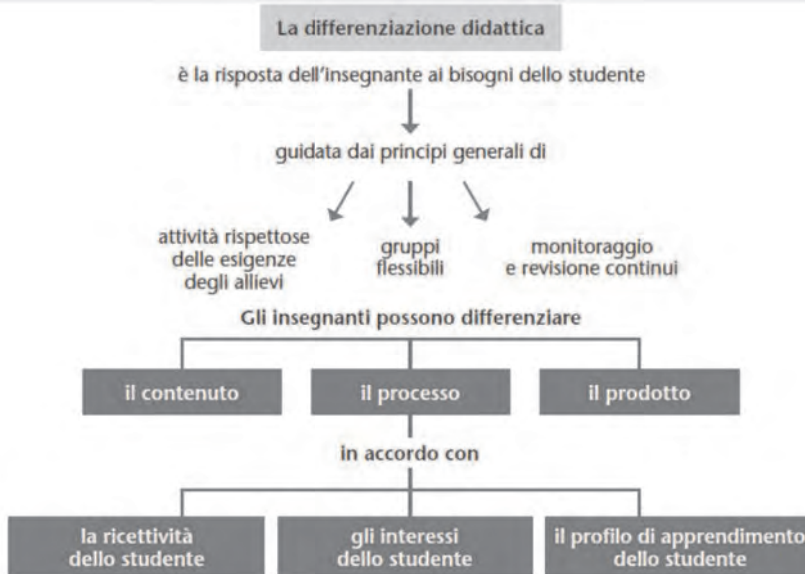 La differenziazione didattica
è la risposta dell'insegnante ai bisogni dello studente
guidata dai principi generali di
attività rispettose
delle esigenze
degli allievi
gruppi
flessibili
monitoraggio
e revisione continui
Gli insegnanti possono differenziare
il contenuto
il processo
il prodotto
in accordo con
la ricettività
dello studente
gli interessi
dello studente
il profilo di apprendimento
dello studente